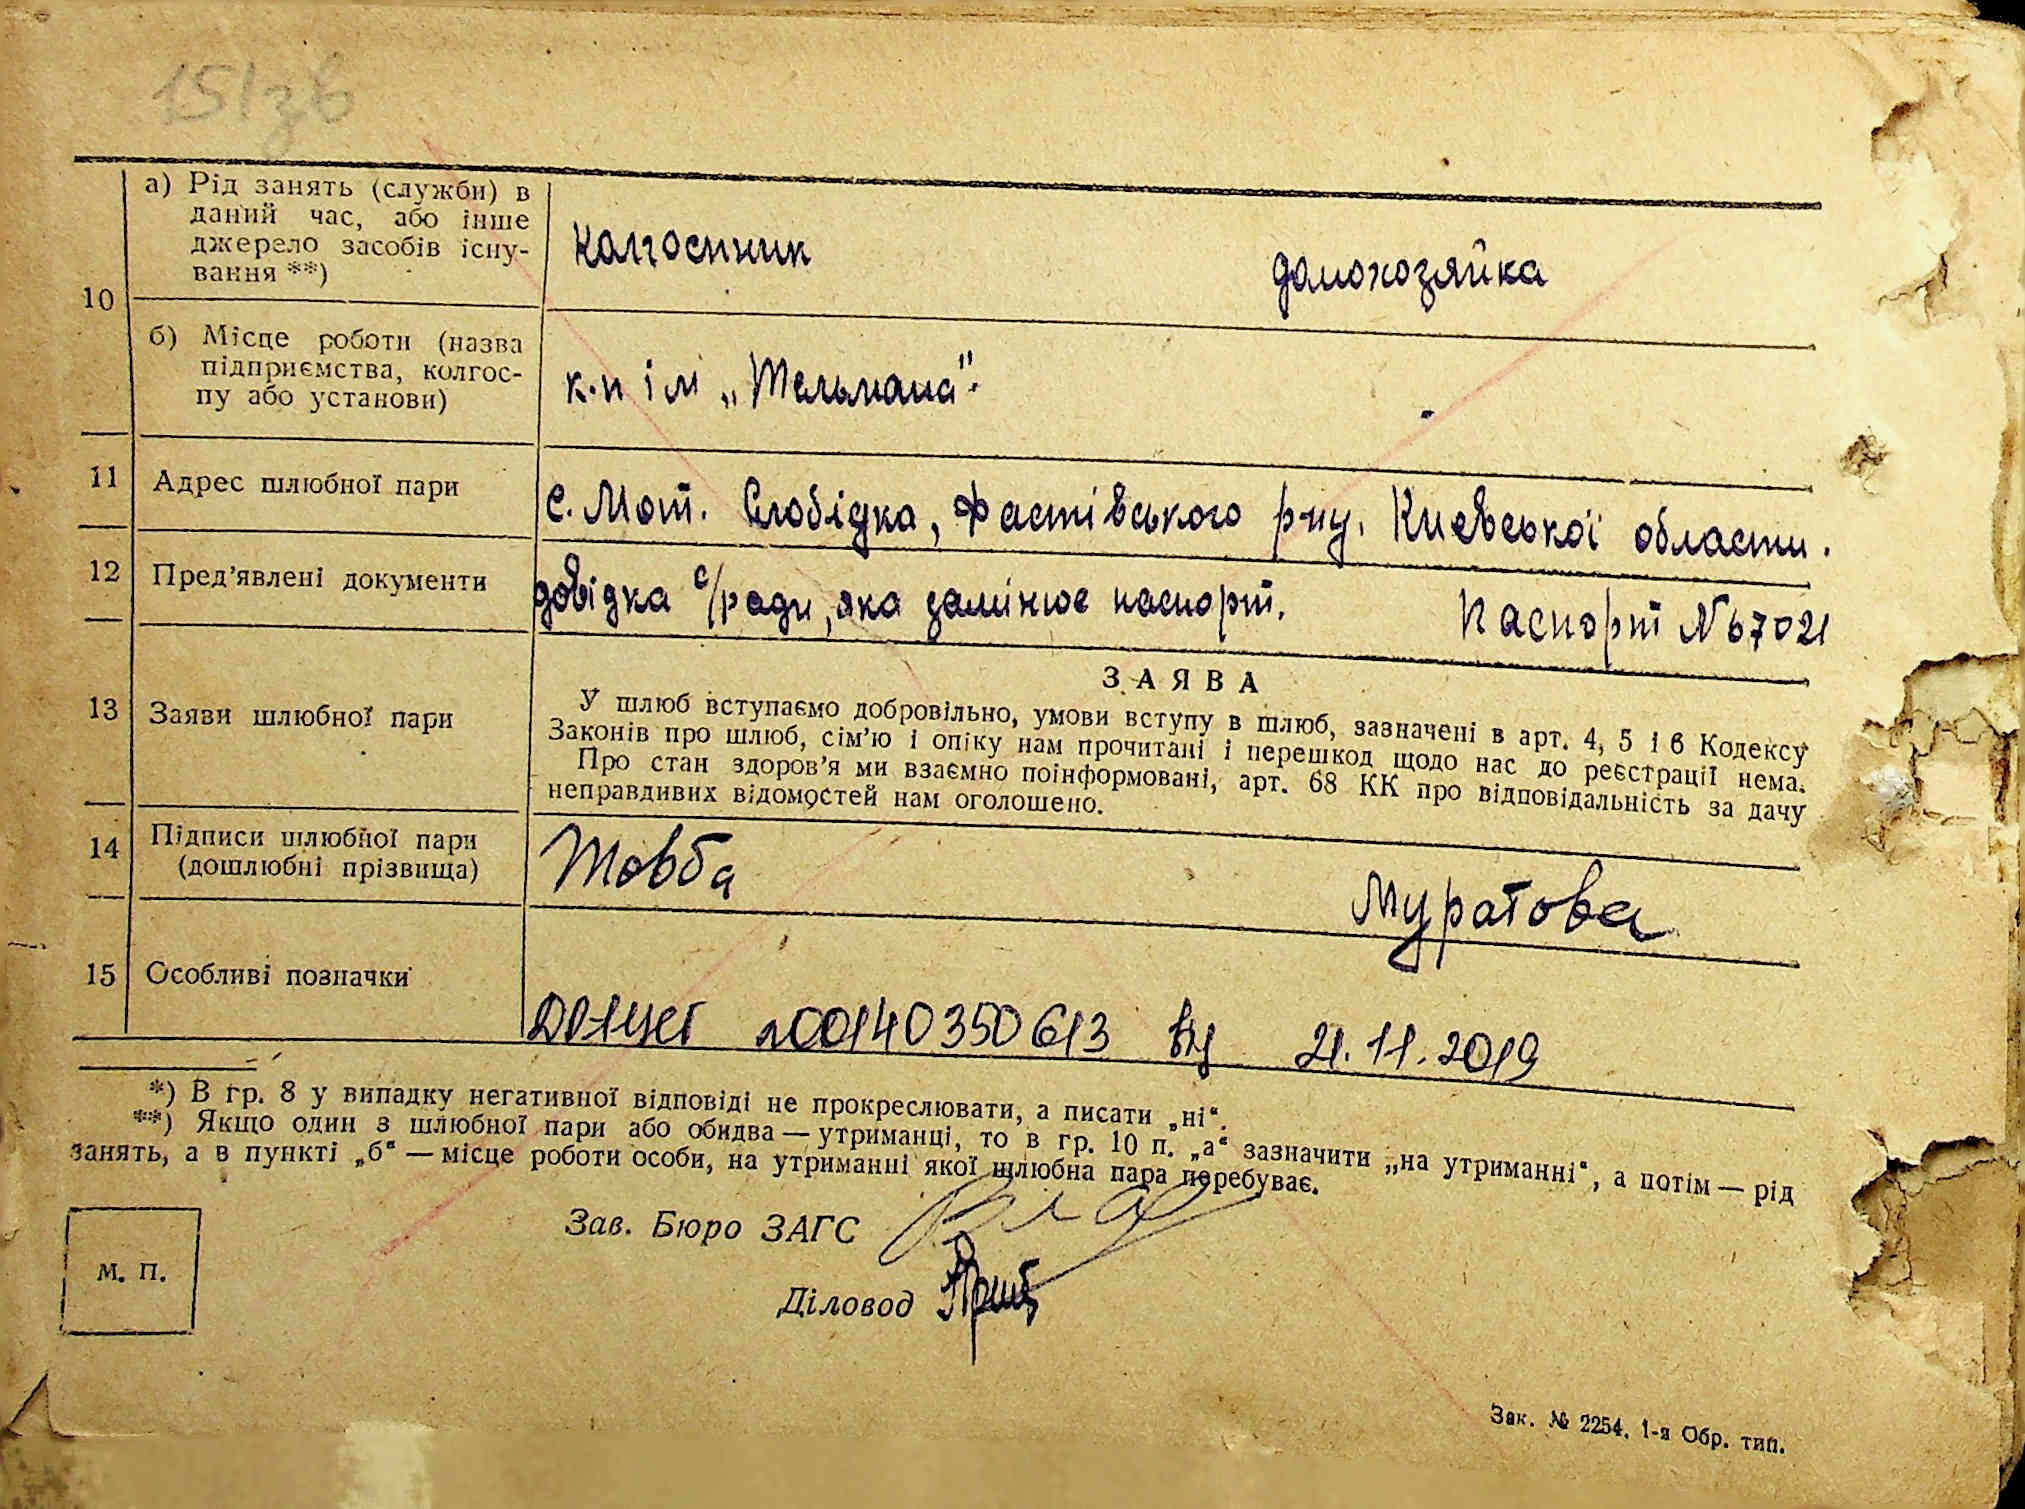 151зв
а) Рід занять (служби) в
даний час, або інше
джерело засобів існу-
вання **)
колгоспник
домохозяйка
10
б) Місце роботи (назва
підприємства, колгос-
пу або установи)
к-п ім „Тельмана".
11
Адрес шлюбної пари
с. Мот. Слобідка, Фастівського р-ну. Києвської области.
12
Пред'явлені документи
довідка с/ради, яка замінює паспорт.
Паспорт № 67021
13
Заяви шлюбної пари
ЗАЯВА
У шлюб вступаємо добровільно, умови вступу в шлюб, зазначені в арт. 4, 5 і 6 Кодексу
Законів про шлюб, сім'ю і опіку нам прочитані і перешкод щодо нас до реєстрації нема.
Про стан здоров'я ми взаємно поінформовані, арт. 68 КК про відповідальність за дачу
неправдивих відомостей нам оголошено.
14
Підписи шлюбної пари
(дошлюбні прізвища)
Товба
Муратова
15
Особливі позначки
200140350613 від 21.11.2019
*) В гр. 8 у випадку негативної відповіді не прокреслювати, а писати „ні“.
**) Якщо один з шлюбної пари або обидва — утриманці, то в гр. 10 п. „а“ зазначити „на утриманні“, а потім — рід
занять, а в пункті „б“ — місце роботи особи, на утриманні якої шлюбна пара перебуває.
Зав. Бюро ЗАГС
М. П.
Діловод
Зак. № 2254. 1-я Обр. тип.